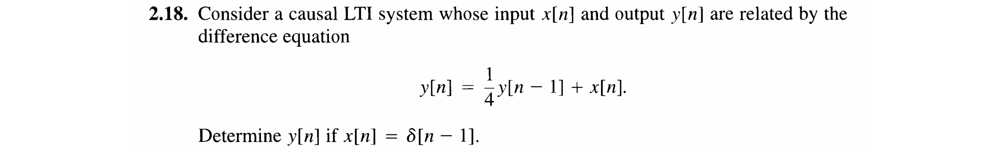 2.18. Consider a causal LTI system whose input x[n] and output y[n] are related by the
difference equation
y[n] = \frac{1}{4}y[n − 1] + x[n].
Determine y[n] if x[n] = δ[n − 1].